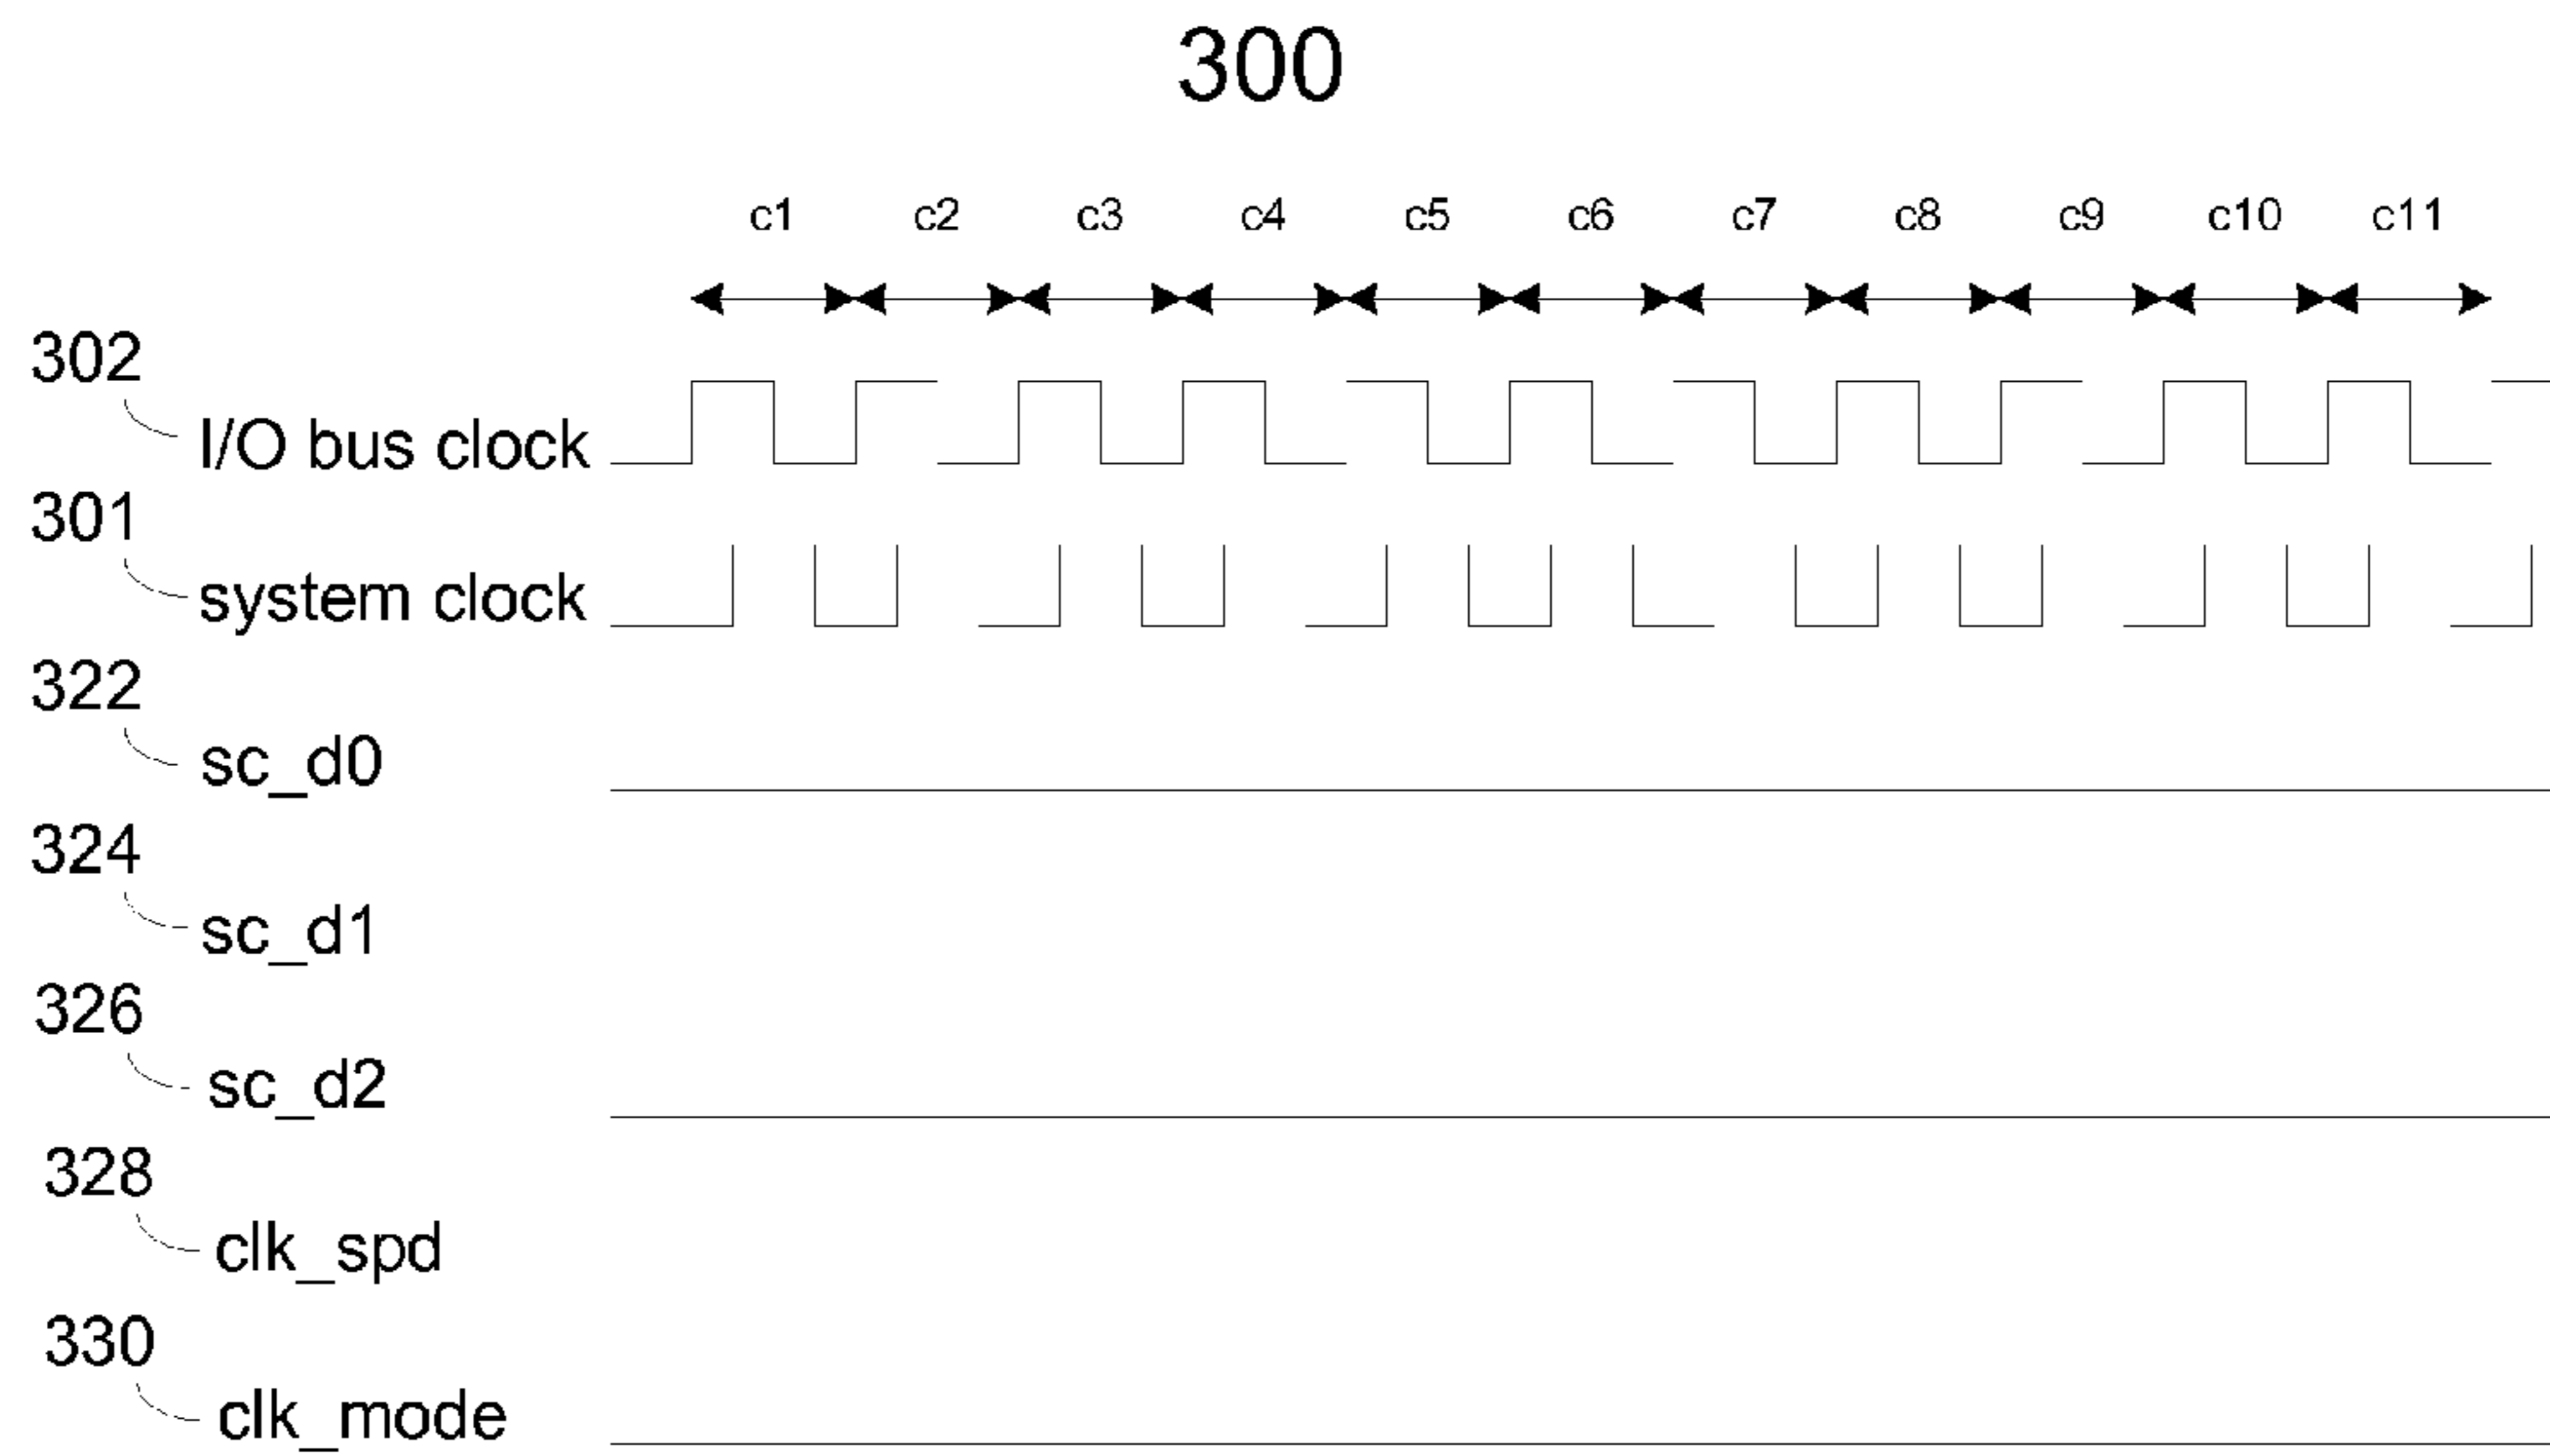 300
c1 c2 c3 c4 c5 c6 c7 c8 c9 c10 c11
302
I/O bus clock
301
system clock
322
sc_d0
324
sc_d1
326
sc_d2
328
clk_spd
330
clk_mode